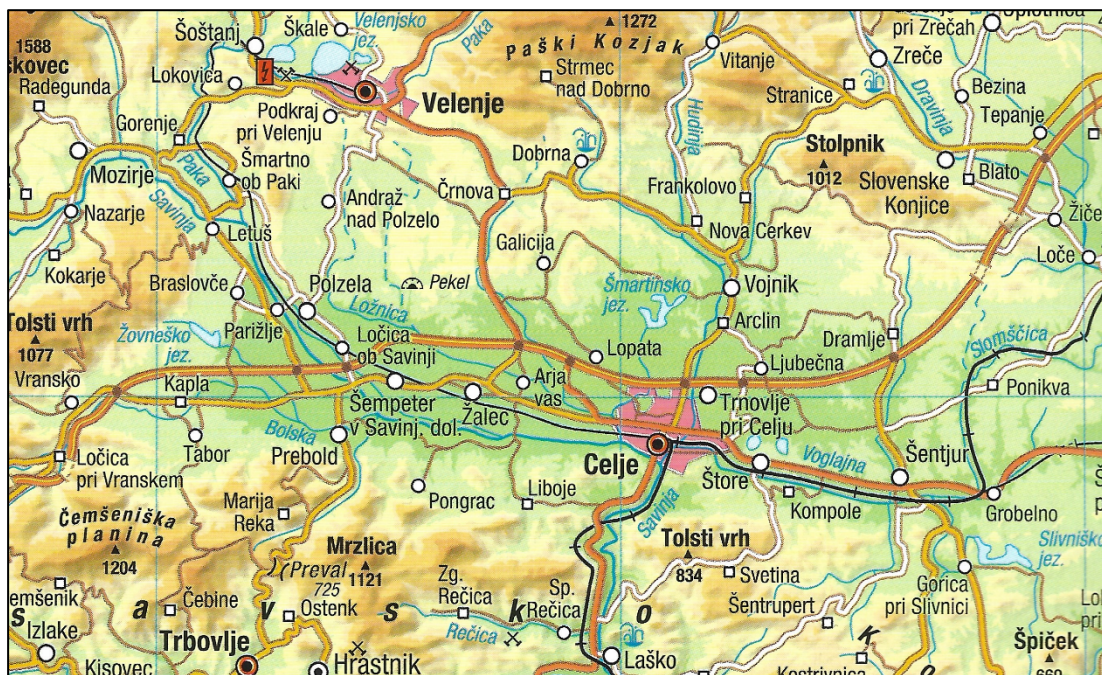 1272
Šoštanj
Škale
Velenjsko
jez.
Paka
Paški Kozjak
Strmec
nad Dobrno
Vitanje
pri Zrečah
Zreče
1588
Radegunda
Lokovica
Velenje
Podkraj
pri Velenju
Gorenje
Hudinja
Stranice
Dravinja
Bezina
Tepanje
Dobrna
Stolpnik
1012
Slovenske
Konjice
Blato
Mozirje
Paka
Šmartno
ob Paki
Savinja
Nazarje
Letuš
Andraž
nad Polzelo
Črnova
Frankolovo
Nova Cerkev
Žiče
Loče
Kokarje
Galicija
Braslovče
Polzela
Pekel
Šmartinsko
jez.
Vojnik
Tolsti vrh
1077
Žovneško
jez.
Parižlje
Ložnica
Ločica
ob Savinji
Arclin
Dramlje
Slomščica
Lopata
Ljubečna
Vransko
Kapla
Šempeter
v Savinj. dol.
Žalec
Arja
vas
Trnovlje
pri Celju
Ponikva
Ločica
pri Vranskem
Tabor
Bolska
Prebold
Celje
Voglajna
Šentjur
Štore
Marija
Reka
Pongrac
Liboje
Savinja
Kompole
Grobelno
Čemšeniška
planina
1204
Mrzlica
1121
Preval
725
Tolsti vrh
834
Svetina
Slivniško
jez.
Gorica
pri Slivnici
Čebine
Ostenk
Zg.
Rečica
Sp.
Rečica
Rečica
Šentrupert
s a v s k o
Izlake
Trbovlje
Kisovec
Hrastnik
Laško
Špiček